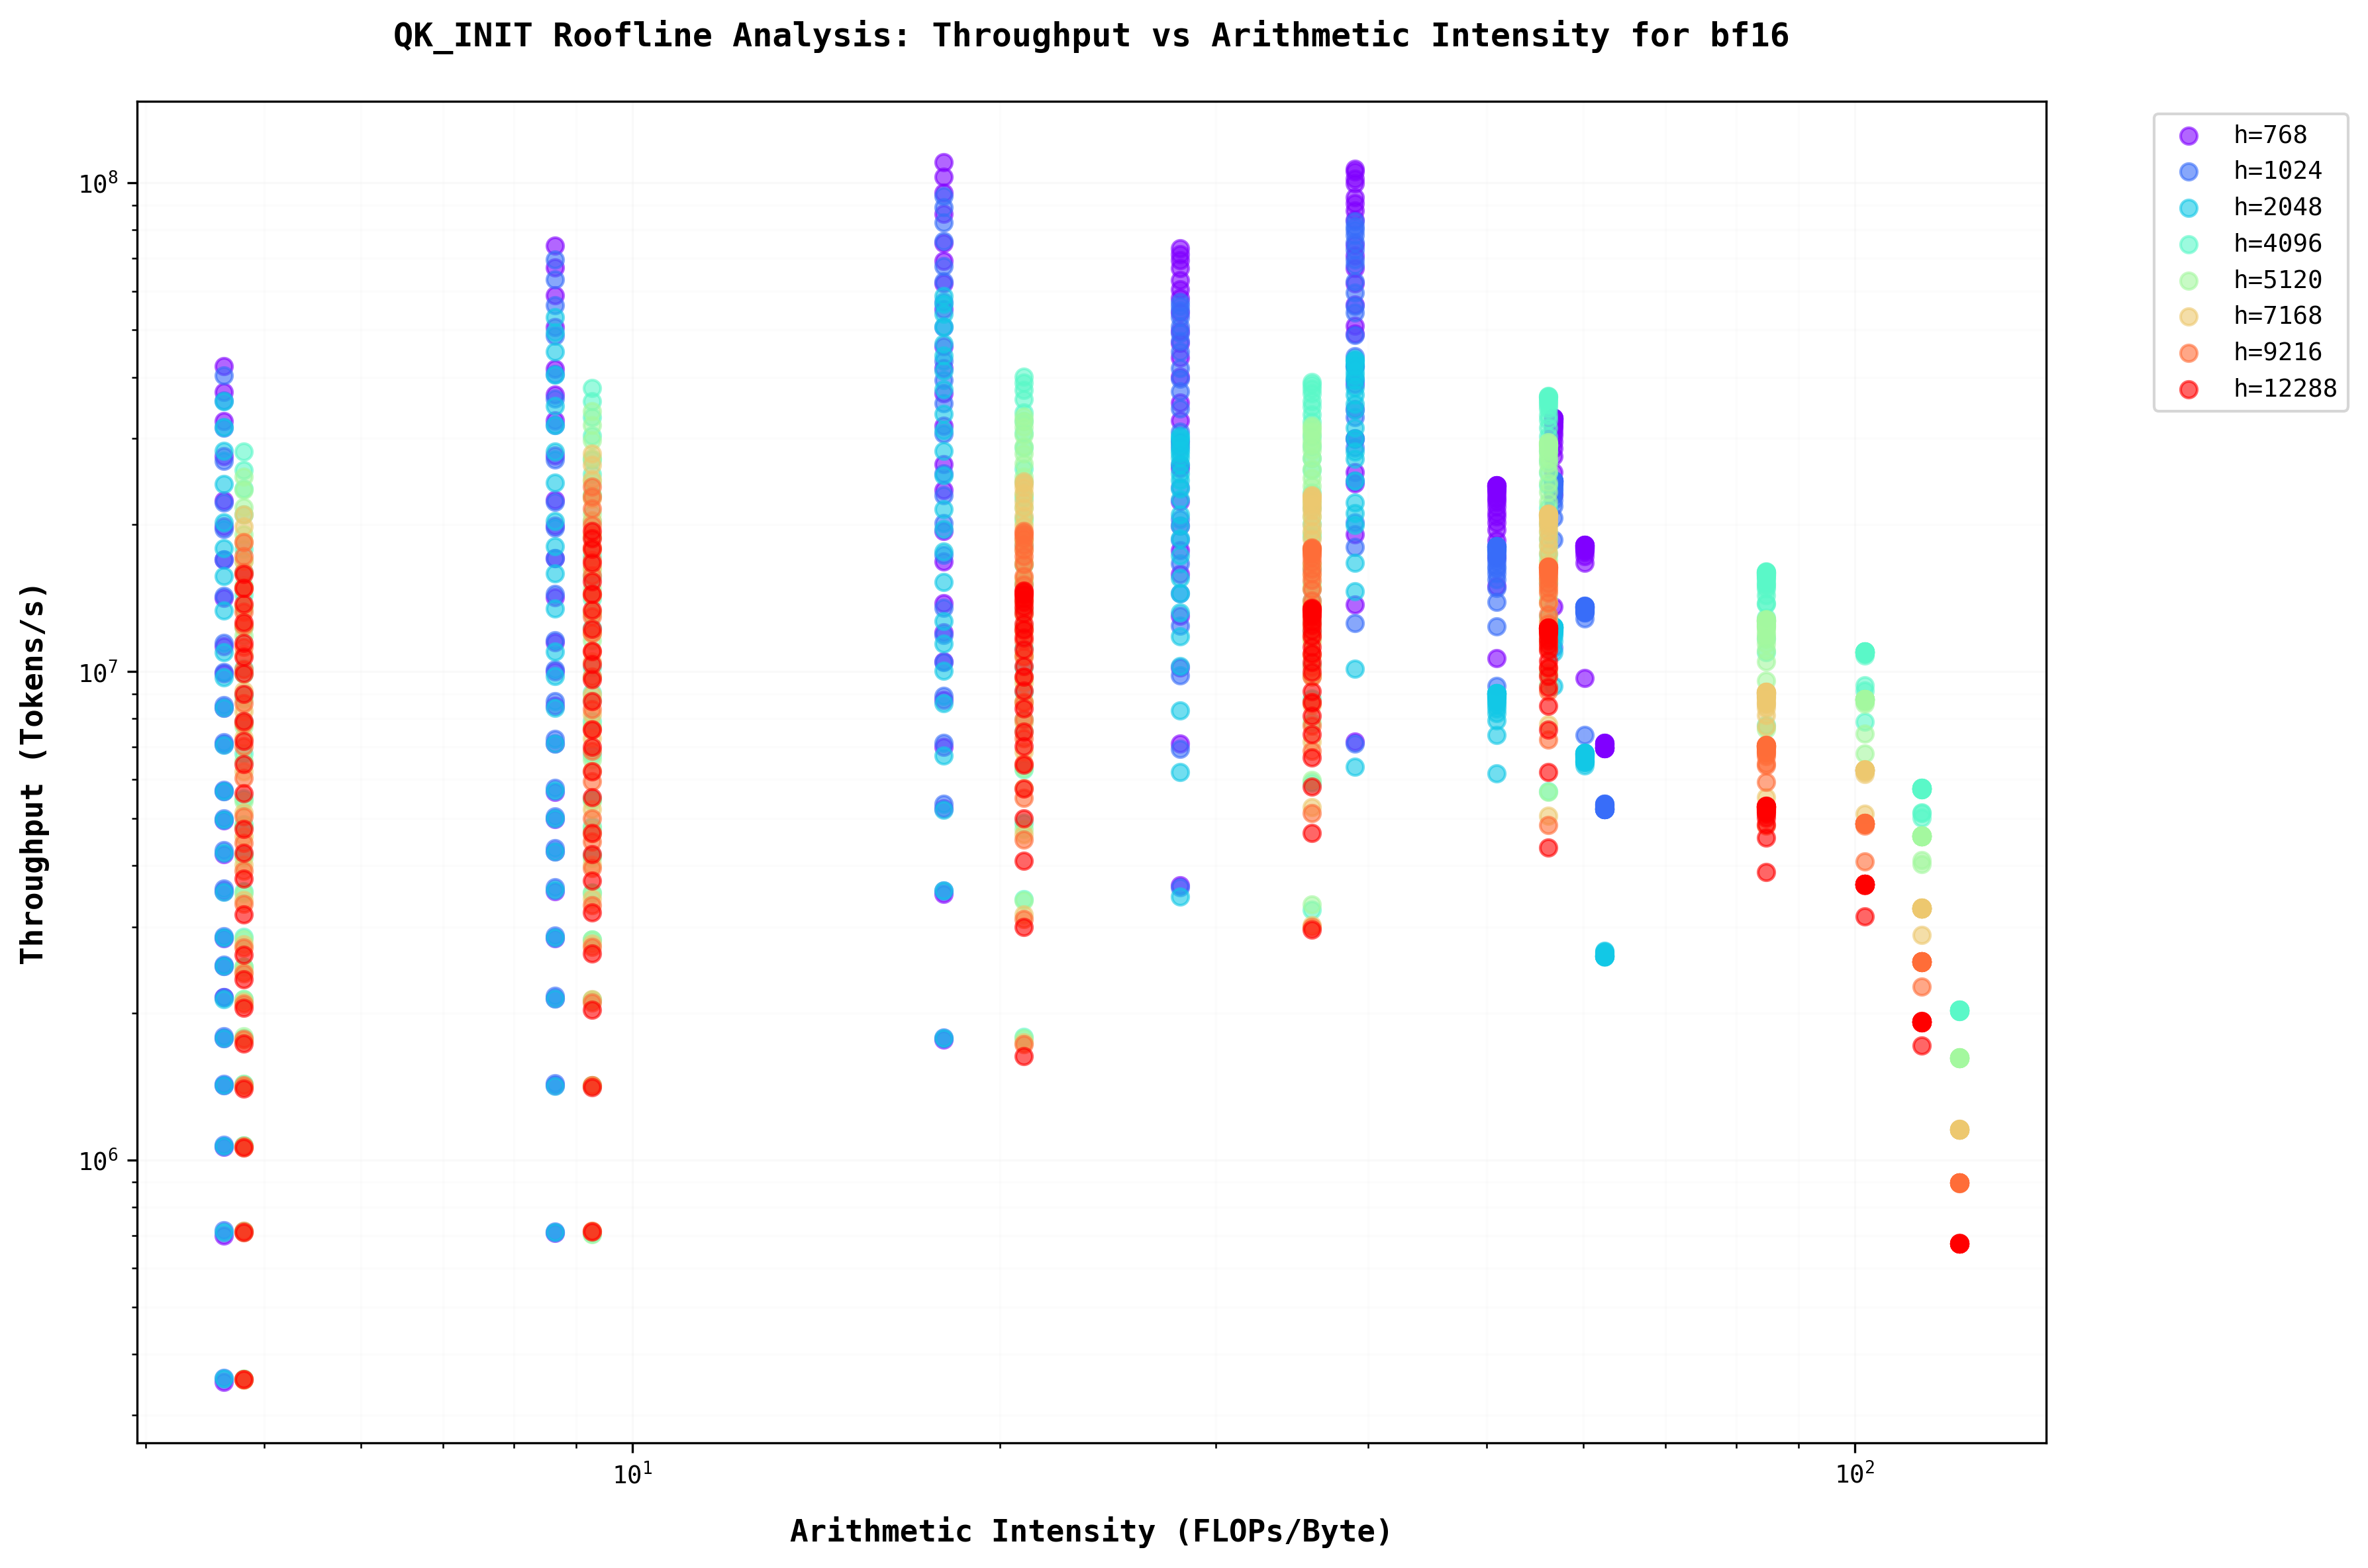 QK_INIT Roofline Analysis: Throughput vs Arithmetic Intensity for bf16
h=768
h=1024
h=2048
h=4096
h=5120
h=7168
h=9216
h=12288
Throughput (Tokens/s)
10⁸
10⁷
10⁶
10¹
10²
Arithmetic Intensity (FLOPs/Byte)